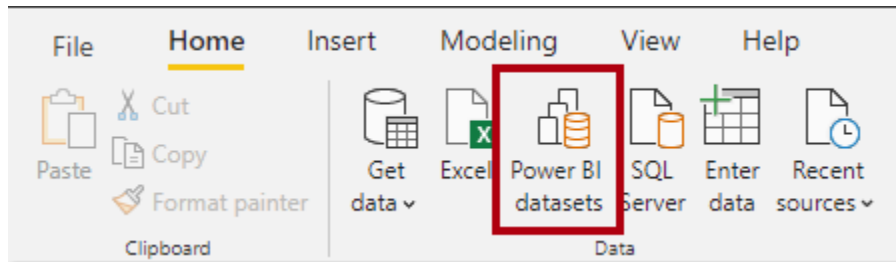 File Home Insert Modeling View Help
Cut
Copy
Format painter
Paste
Get data
Excel
Power BI datasets
SQL Server
Enter data
Recent sources
Clipboard
Data